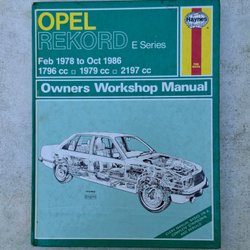 OPEL
REKORD E Series
Feb 1978 to Oct 1986
1796 cc □ 1979 cc □ 2197 cc
Haynes
Owners Workshop Manual